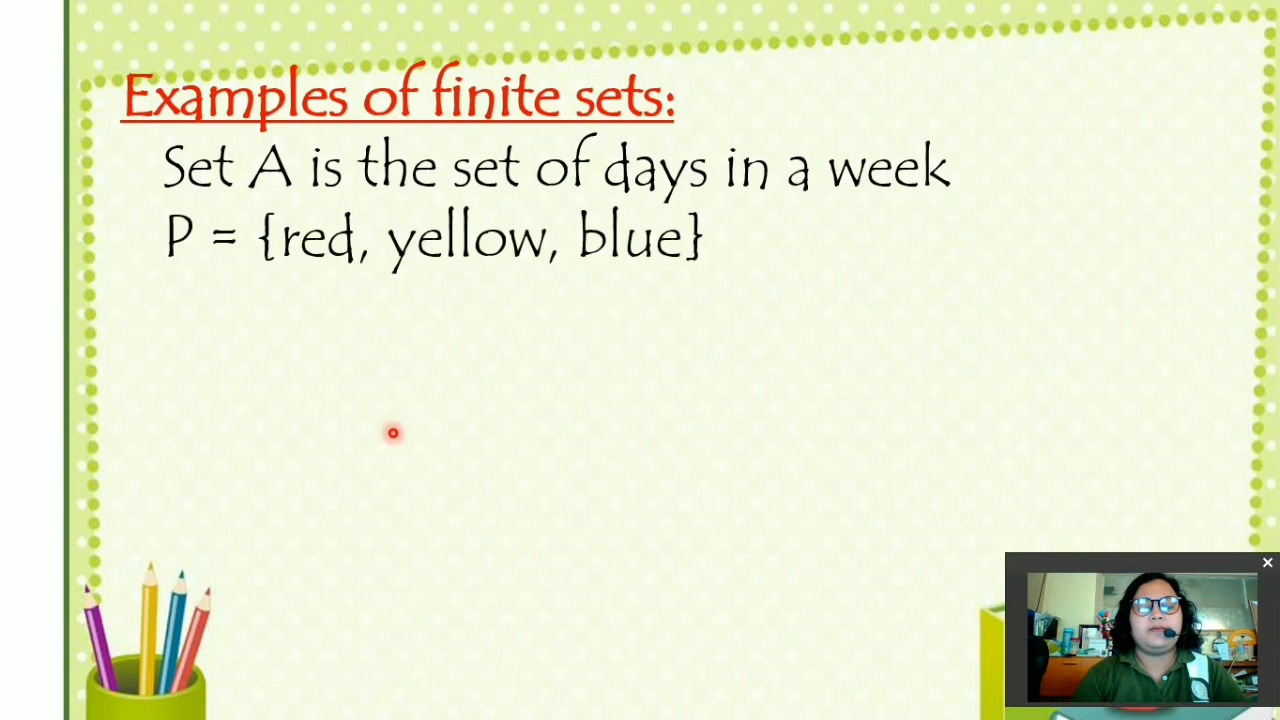 Examples of finite sets:
Set A is the set of days in a week
P = {red, yellow, blue}